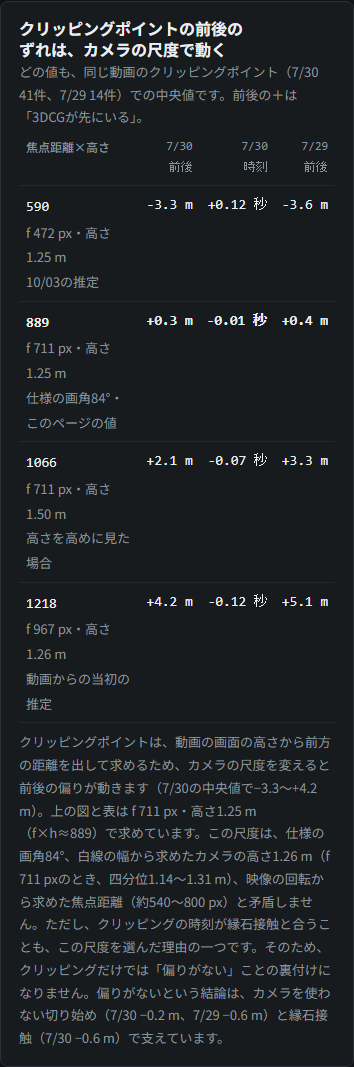 クリッピングポイントの前後の
ずれは、カメラの尺度で動く
どの値も、同じ動画のクリッピングポイント（7/30
41件、7/29 14件）での中央値です。前後の＋は
「3DCGが先にいる」。
焦点距離×高さ 7/30 前後 7/30 時刻 7/29 前後
590 -3.3 m +0.12 秒 -3.6 m
f 472 px・高さ
1.25 m
10/03の推定
889 +0.3 m -0.01 秒 +0.4 m
f 711 px・高さ
1.25 m
仕様の画角84°・
このページの値
1066 +2.1 m -0.07 秒 +3.3 m
f 711 px・高さ
1.50 m
高さを高めに見た
場合
1218 +4.2 m -0.12 秒 +5.1 m
f 967 px・高さ
1.26 m
動画からの当初の
推定
クリッピングポイントは、動画の画面の高さから前方
の距離を出して求めるため、カメラの尺度を変えると
前後の偏りが動きます（7/30の中央値で−3.3〜+4.2
m）。上の図と表は f 711 px・高さ1.25 m
（f×h≈889）で求めています。この尺度は、仕様の
画角84°、白線の幅から求めたカメラの高さ1.26 m（f
711 pxのとき、四分位1.14〜1.31 m）、映像の回転か
ら求めた焦点距離（約540〜800 px）と矛盾しませ
ん。ただし、クリッピングの時刻が縁石接触と合うこ
とも、この尺度を選んだ理由の一つです。そのため、
クリッピングだけでは「偏りがない」ことの裏付けに
なりません。偏りがないという結論は、カメラを使わ
ない切り始め（7/30 −0.2 m、7/29 −0.6 m）と縁石接
触（7/30 −0.6 m）で支えています。